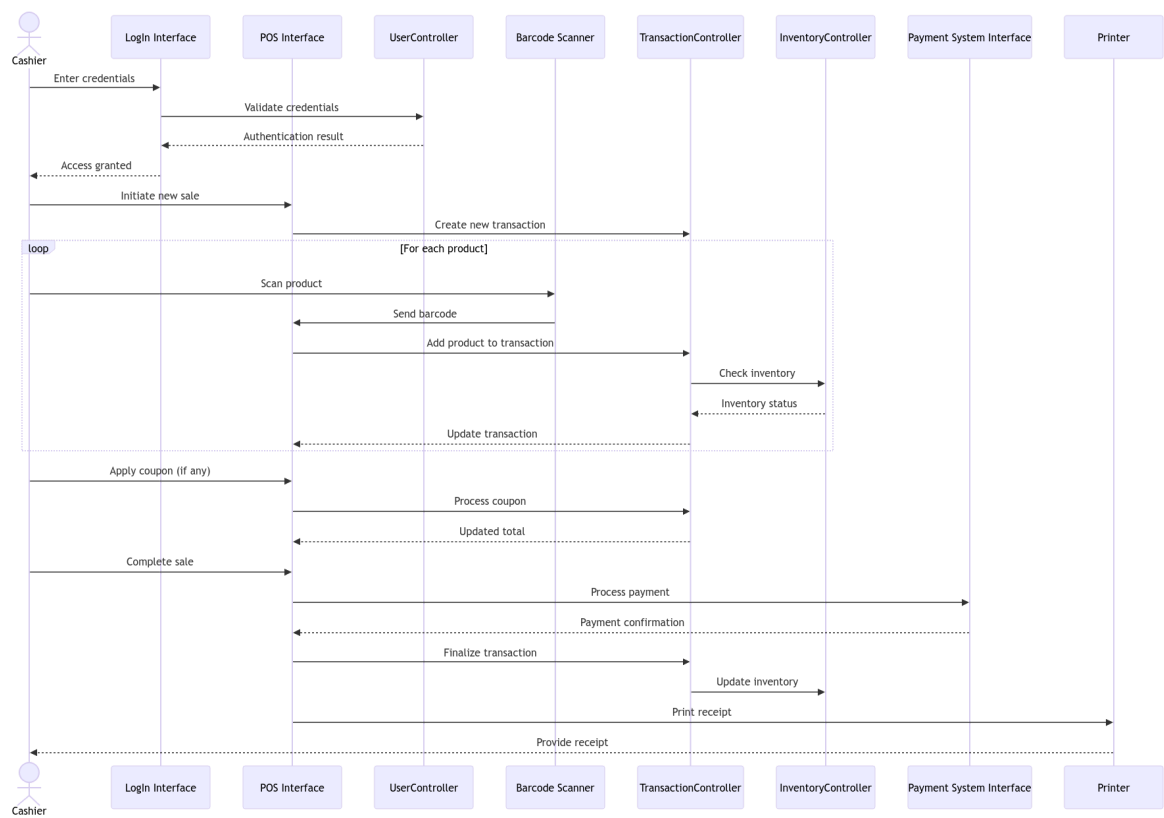 LogIn Interface
POS Interface
UserController
Barcode Scanner
TransactionController
InventoryController
Payment System Interface
Printer
Cashier
Enter credentials
Validate credentials
Authentication result
Access granted
Initiate new sale
Create new transaction
loop
[For each product]
Scan product
Send barcode
Add product to transaction
Check inventory
Inventory status
Update transaction
Apply coupon (if any)
Process coupon
Updated total
Complete sale
Process payment
Payment confirmation
Finalize transaction
Update inventory
Print receipt
Provide receipt
LogIn Interface
POS Interface
UserController
Barcode Scanner
TransactionController
InventoryController
Payment System Interface
Printer
Cashier